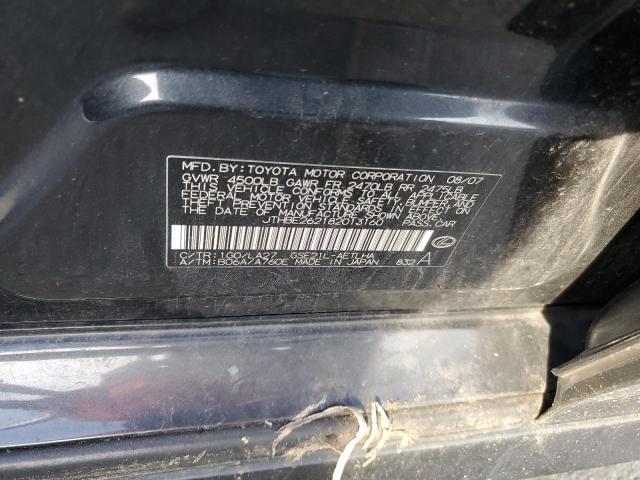 MFD. BY: TOYOTA MOTOR CORPORATION 08/07
GVWR 4500LB GAWR FR 2470LB RR 2475LB
THIS VEHICLE CONFORMS TO ALL APPLICABLE
FEDERAL MOTOR VEHICLE SAFETY, BUMPER, AND
THEFT PREVENTION STANDARDS IN EFFECT ON
THE DATE OF MANUFACTURE SHOWN ABOVE.
JTHBE262182013160 PASS. CAR
C/TR: 1G0/LA27 GSE21L-AETLHA
A/TM: B06A/A760E MADE IN JAPAN 832 A